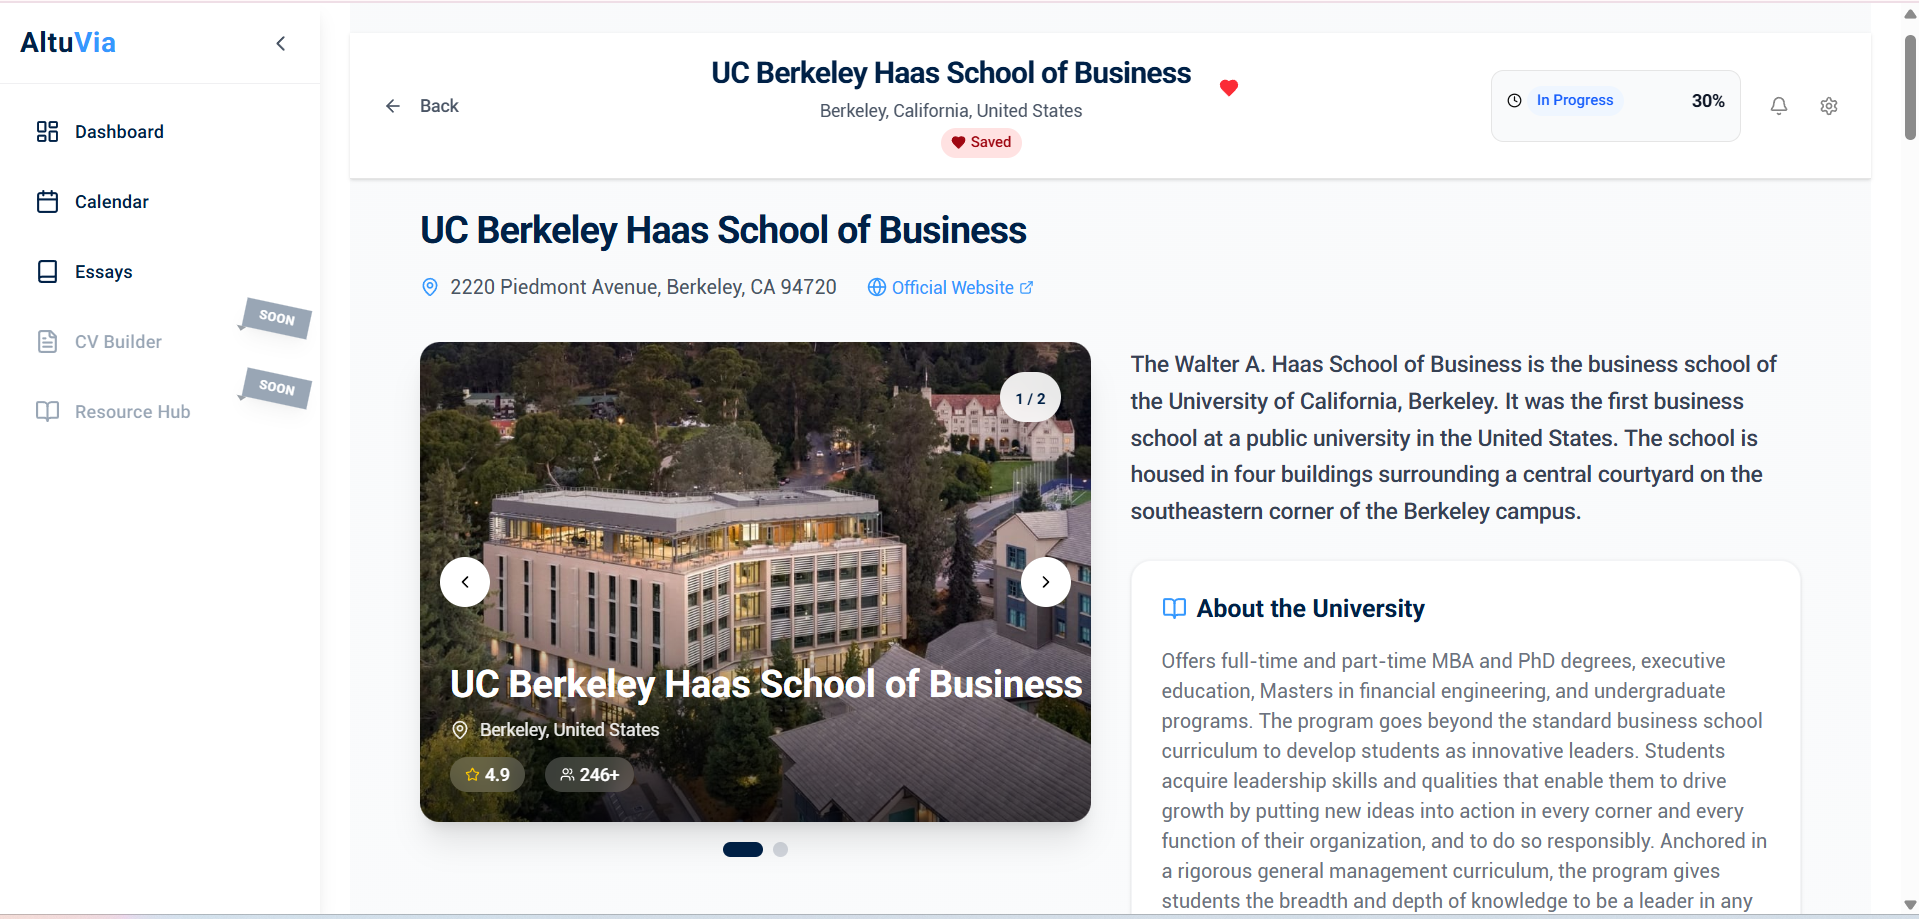 AltuVia
Dashboard
Calendar
Essays
SOON
CV Builder
SOON
Resource Hub
Back
UC Berkeley Haas School of Business
Berkeley, California, United States
Saved
In Progress
30%
UC Berkeley Haas School of Business
2220 Piedmont Avenue, Berkeley, CA 94720
Official Website
1 / 2
UC Berkeley Haas School of Business
Berkeley, United States
4.9
246+
The Walter A. Haas School of Business is the business school of
the University of California, Berkeley. It was the first business
school at a public university in the United States. The school is
housed in four buildings surrounding a central courtyard on the
southeastern corner of the Berkeley campus.
About the University
Offers full-time and part-time MBA and PhD degrees, executive
education, Masters in financial engineering, and undergraduate
programs. The program goes beyond the standard business school
curriculum to develop students as innovative leaders. Students
acquire leadership skills and qualities that enable them to drive
growth by putting new ideas into action in every corner and every
function of their organization, and to do so responsibly. Anchored in
a rigorous general management curriculum, the program gives
students the breadth and depth of knowledge to be a leader in any